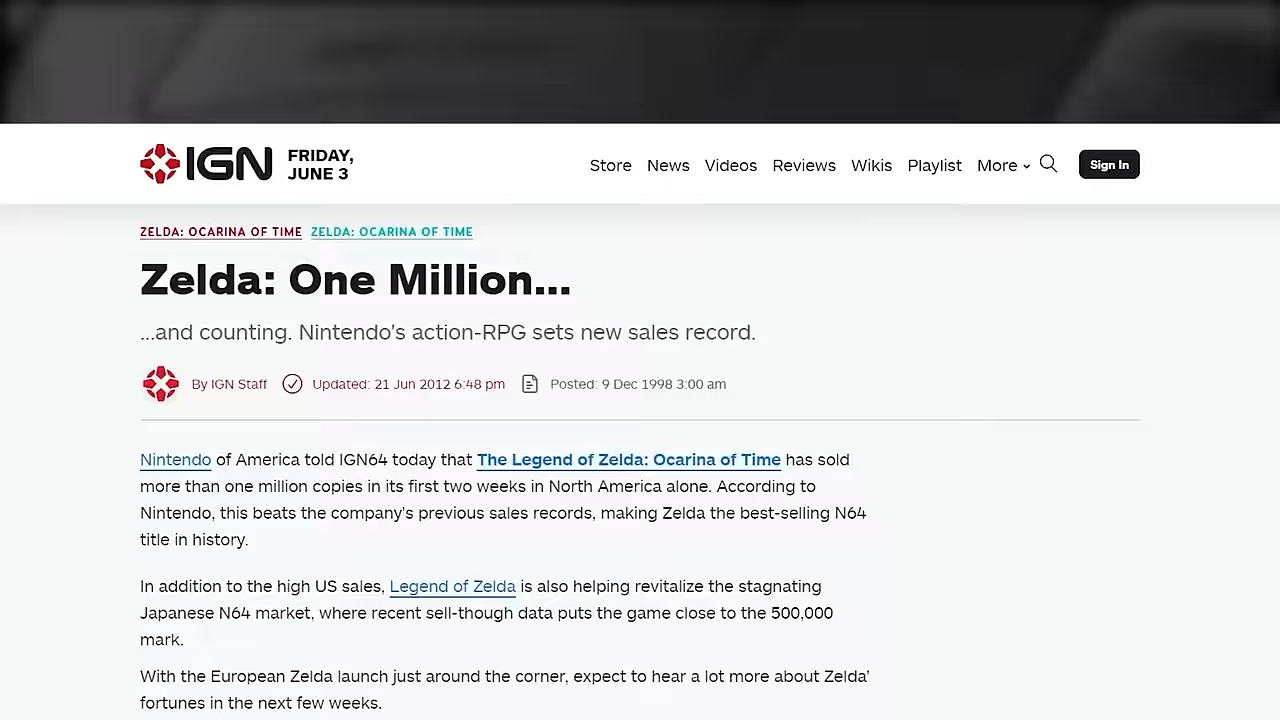 IGN
FRIDAY,
JUNE 3
Store News Videos Reviews Wikis Playlist More Sign In
ZELDA: OCARINA OF TIME ZELDA: OCARINA OF TIME
Zelda: One Million...
...and counting. Nintendo's action-RPG sets new sales record.
By IGN Staff Updated: 21 Jun 2012 6:48 pm Posted: 9 Dec 1998 3:00 am
Nintendo of America told IGN64 today that The Legend of Zelda: Ocarina of Time has sold
more than one million copies in its first two weeks in North America alone. According to
Nintendo, this beats the company's previous sales records, making Zelda the best-selling N64
title in history.
In addition to the high US sales, Legend of Zelda is also helping revitalize the stagnating
Japanese N64 market, where recent sell-though data puts the game close to the 500,000
mark.
With the European Zelda launch just around the corner, expect to hear a lot more about Zelda'
fortunes in the next few weeks.